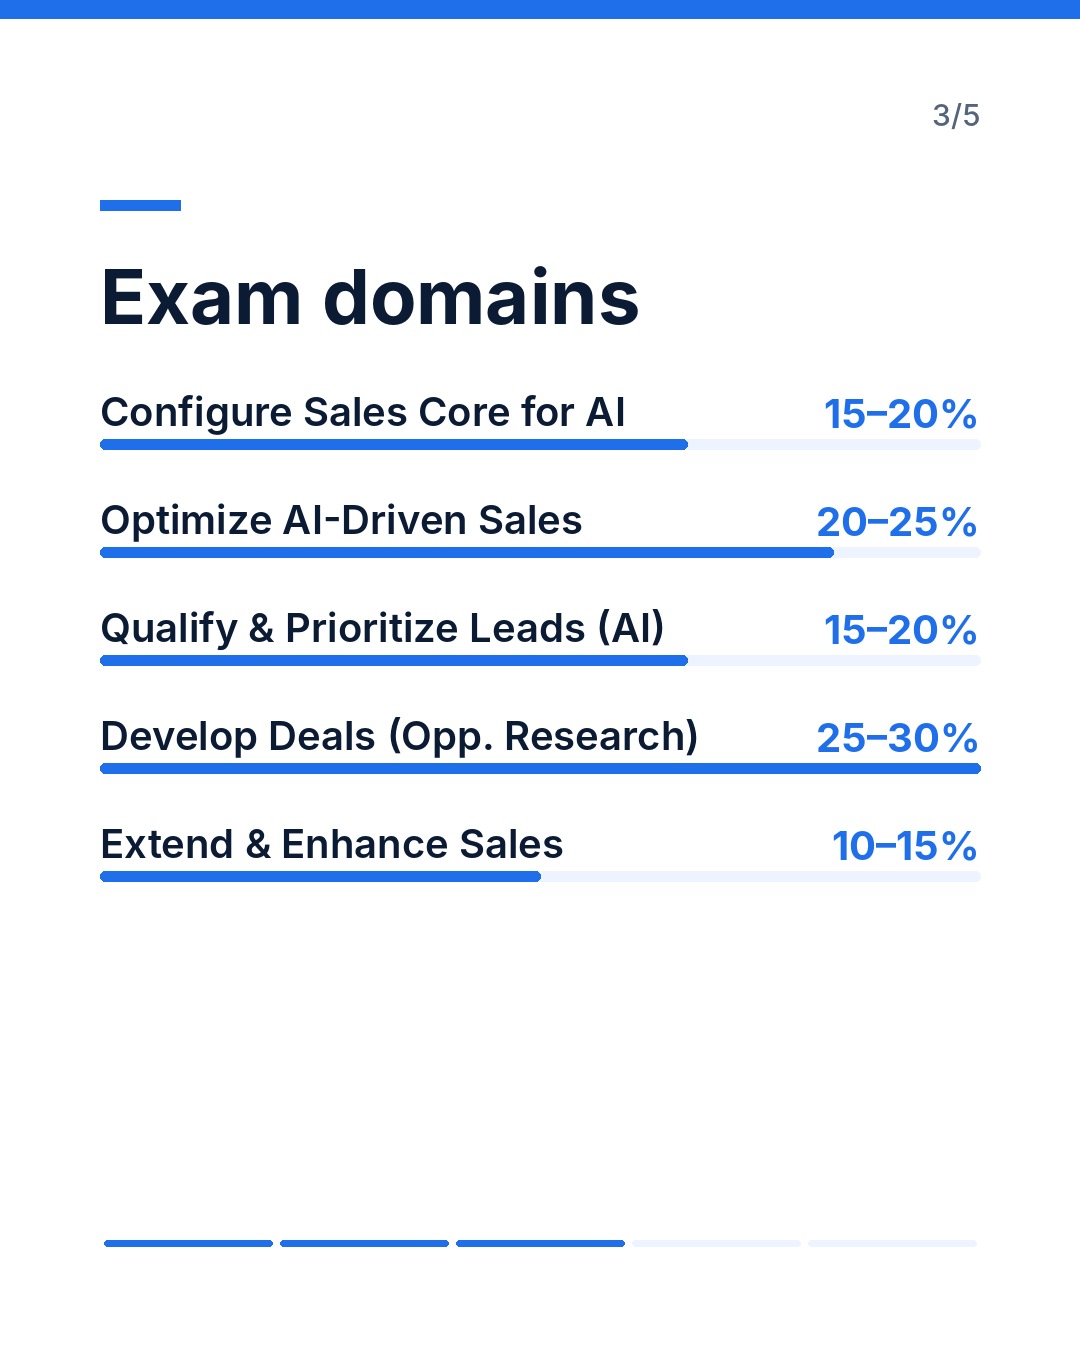 3/5
Exam domains
Configure Sales Core for AI 15–20%
Optimize AI-Driven Sales 20–25%
Qualify & Prioritize Leads (AI) 15–20%
Develop Deals (Opp. Research) 25–30%
Extend & Enhance Sales 10–15%